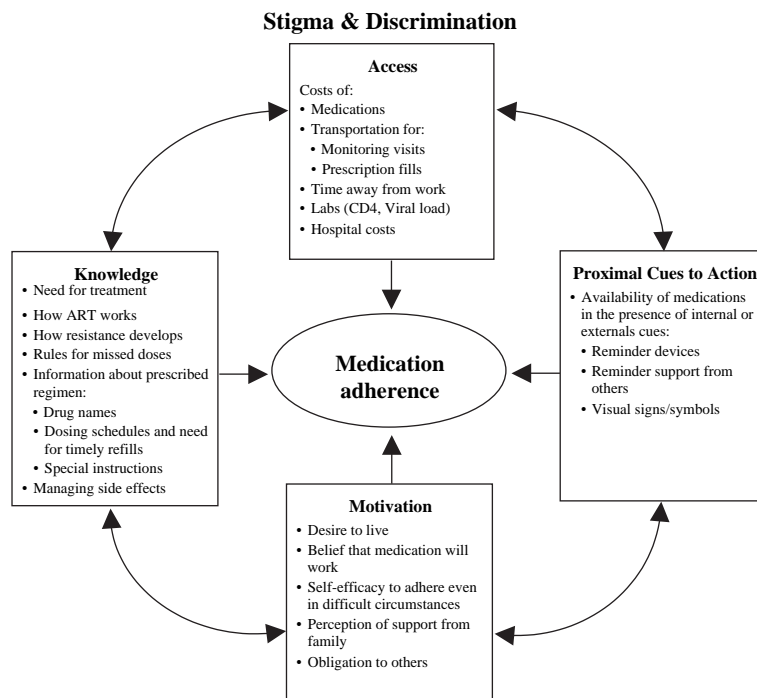 Stigma & Discrimination
Access
Costs of:
• Medications
• Transportation for:
• Monitoring visits
• Prescription fills
• Time away from work
• Labs (CD4, Viral load)
• Hospital costs
Knowledge
• Need for treatment
• How ART works
• How resistance develops
• Rules for missed doses
• Information about prescribed
regimen:
• Drug names
• Dosing schedules and need
for timely refills
• Special instructions
• Managing side effects
Medication
adherence
Proximal Cues to Action
• Availability of medications
in the presence of internal or
externals cues:
• Reminder devices
• Reminder support from
others
• Visual signs/symbols
Motivation
• Desire to live
• Belief that medication will
work
• Self-efficacy to adhere even
in difficult circumstances
• Perception of support from
family
• Obligation to others